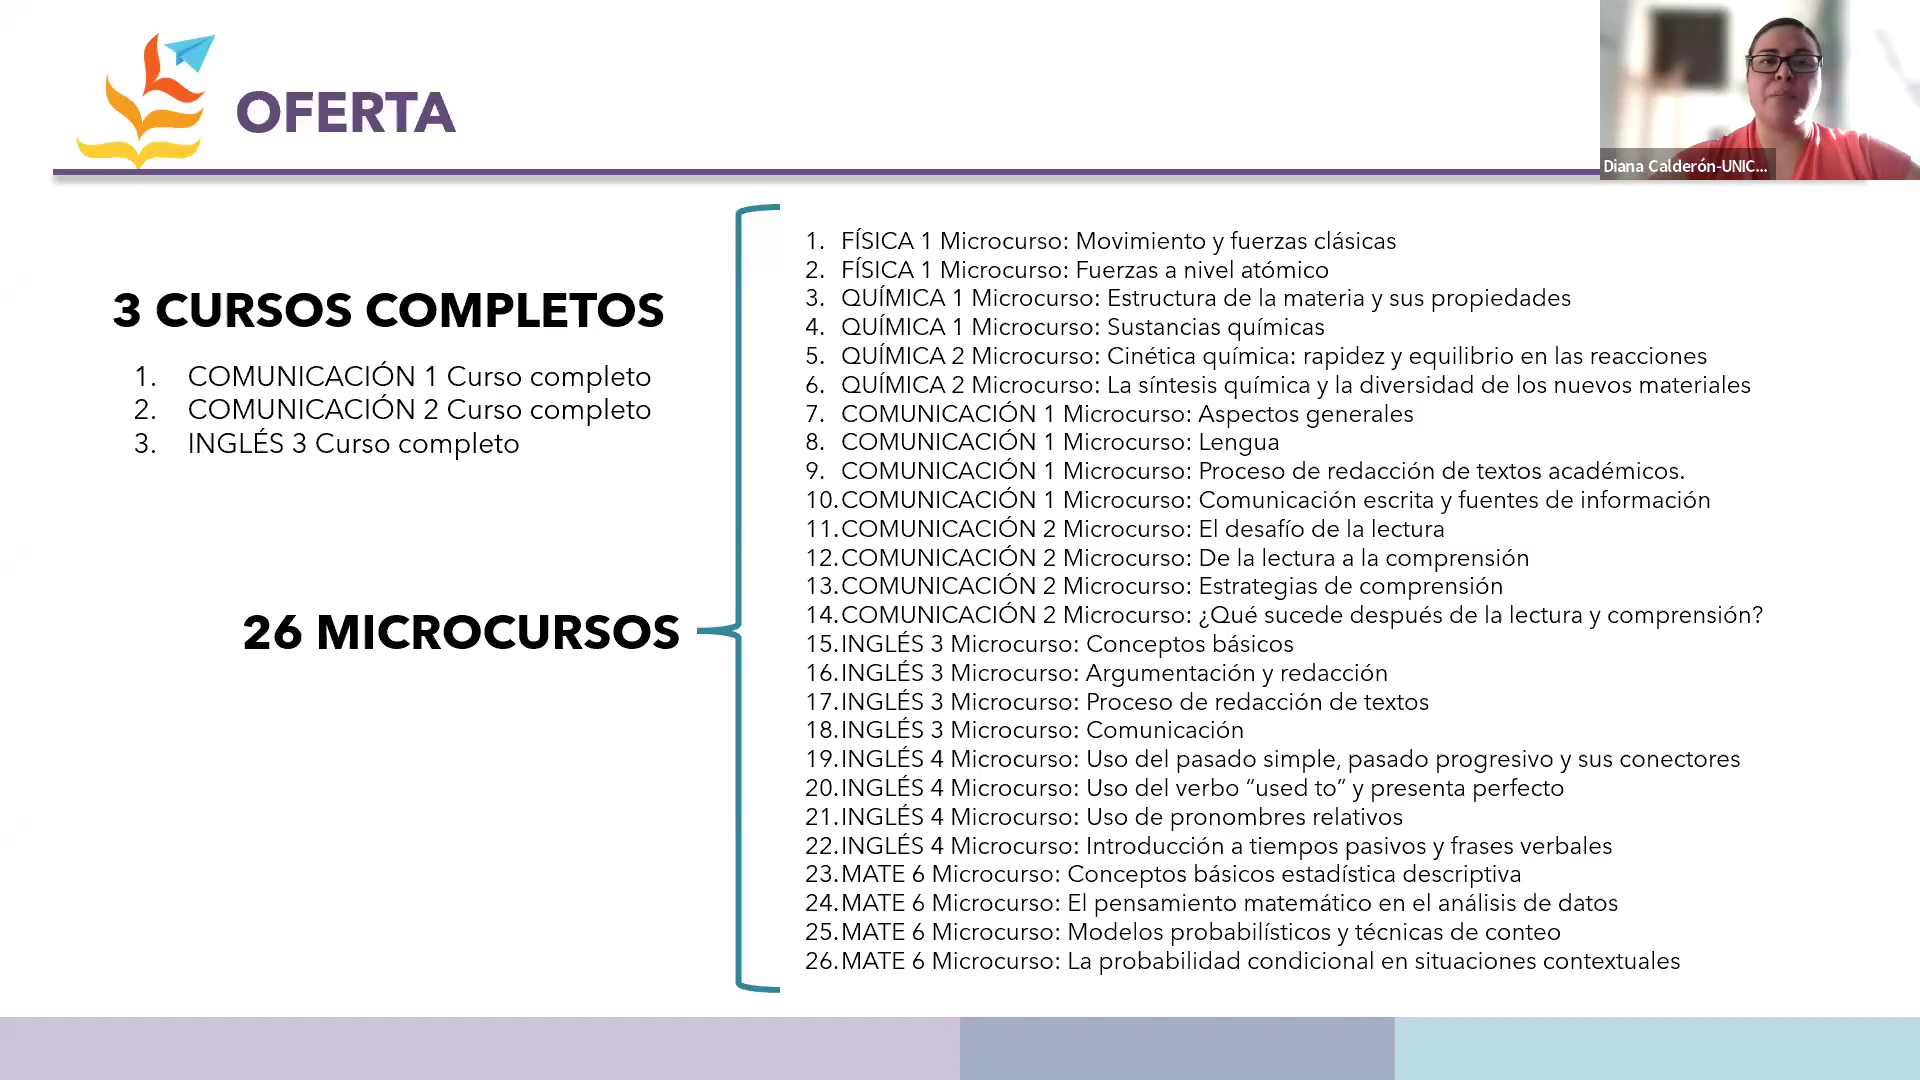 OFERTA
Diana Calderón-UNIC...
3 CURSOS COMPLETOS
1. COMUNICACIÓN 1 Curso completo
2. COMUNICACIÓN 2 Curso completo
3. INGLÉS 3 Curso completo
26 MICROCURSOS
1. FÍSICA 1 Microcurso: Movimiento y fuerzas clásicas
2. FÍSICA 1 Microcurso: Fuerzas a nivel atómico
3. QUÍMICA 1 Microcurso: Estructura de la materia y sus propiedades
4. QUÍMICA 1 Microcurso: Sustancias químicas
5. QUÍMICA 2 Microcurso: Cinética química: rapidez y equilibrio en las reacciones
6. QUÍMICA 2 Microcurso: La síntesis química y la diversidad de los nuevos materiales
7. COMUNICACIÓN 1 Microcurso: Aspectos generales
8. COMUNICACIÓN 1 Microcurso: Lengua
9. COMUNICACIÓN 1 Microcurso: Proceso de redacción de textos académicos.
10. COMUNICACIÓN 1 Microcurso: Comunicación escrita y fuentes de información
11. COMUNICACIÓN 2 Microcurso: El desafío de la lectura
12. COMUNICACIÓN 2 Microcurso: De la lectura a la comprensión
13. COMUNICACIÓN 2 Microcurso: Estrategias de comprensión
14. COMUNICACIÓN 2 Microcurso: ¿Qué sucede después de la lectura y comprensión?
15. INGLÉS 3 Microcurso: Conceptos básicos
16. INGLÉS 3 Microcurso: Argumentación y redacción
17. INGLÉS 3 Microcurso: Proceso de redacción de textos
18. INGLÉS 3 Microcurso: Comunicación
19. INGLÉS 4 Microcurso: Uso del pasado simple, pasado progresivo y sus conectores
20. INGLÉS 4 Microcurso: Uso del verbo “used to” y presenta perfecto
21. INGLÉS 4 Microcurso: Uso de pronombres relativos
22. INGLÉS 4 Microcurso: Introducción a tiempos pasivos y frases verbales
23. MATE 6 Microcurso: Conceptos básicos estadística descriptiva
24. MATE 6 Microcurso: El pensamiento matemático en el análisis de datos
25. MATE 6 Microcurso: Modelos probabilísticos y técnicas de conteo
26. MATE 6 Microcurso: La probabilidad condicional en situaciones contextuales